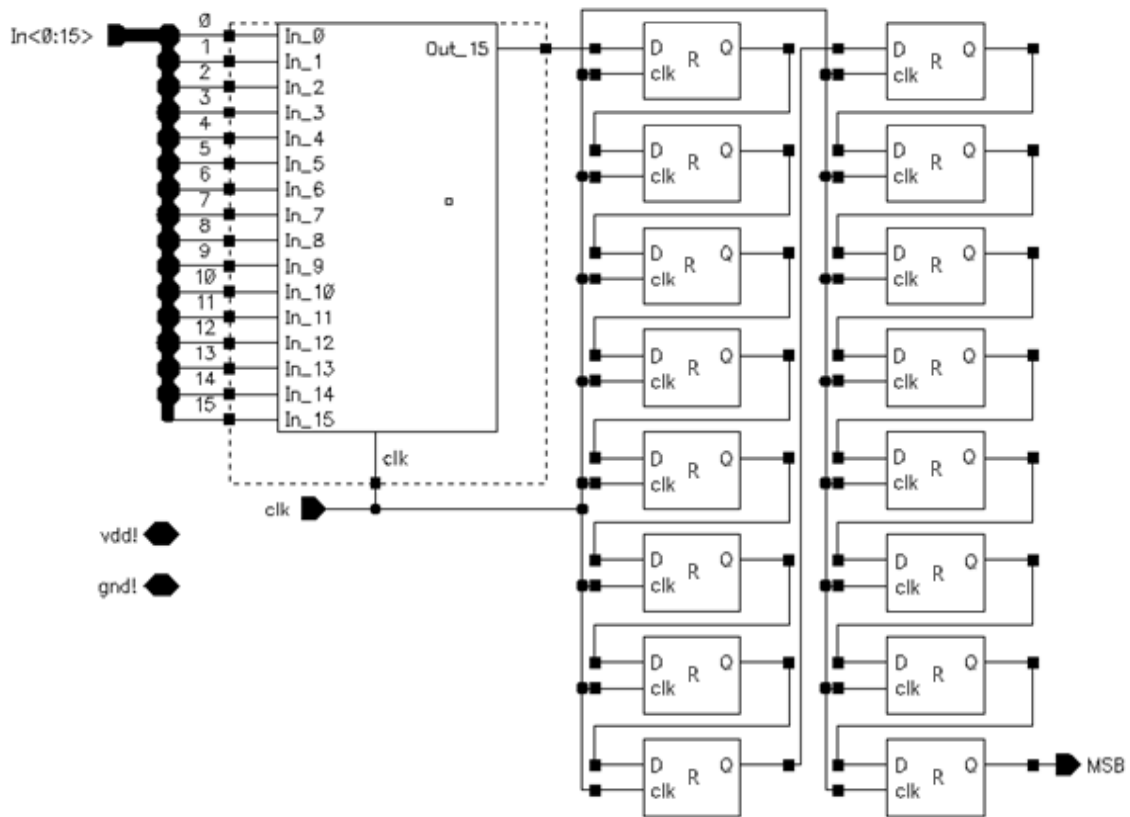 In<0:15>
0
1
2
3
4
5
6
7
8
9
10
11
12
13
14
15
In_0
In_1
In_2
In_3
In_4
In_5
In_6
In_7
In_8
In_9
In_10
In_11
In_12
In_13
In_14
In_15
Out_15
clk
clk
vdd!
gnd!
D R Q
clk
D R Q
clk
D R Q
clk
D R Q
clk
D R Q
clk
D R Q
clk
D R Q
clk
D R Q
clk
D R Q
clk
D R Q
clk
D R Q
clk
D R Q
clk
D R Q
clk
D R Q
clk
D R Q
clk
D R Q
clk
MSB